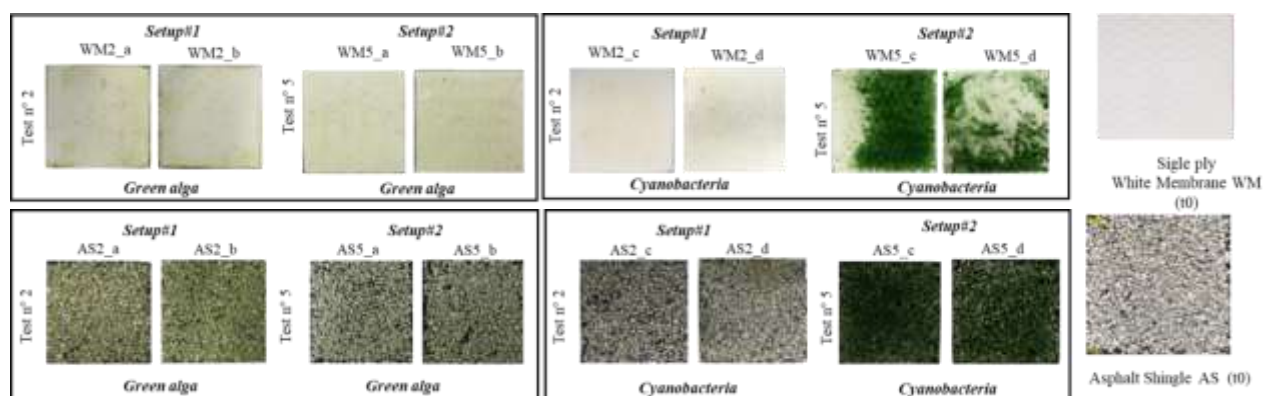 Setup#1
Setup#2
WM2_a
WM2_b
WM5_a
WM5_b
Test n° 2
Test n° 5
Green alga
Green alga
Setup#1
Setup#2
WM2_c
WM2_d
WM5_c
WM5_d
Test n° 2
Test n° 5
Cyanobacteria
Cyanobacteria
Sigle ply
White Membrane WM
(t0)
Setup#1
Setup#2
AS2_a
AS2_b
AS5_a
AS5_b
Test n° 2
Test n° 5
Green alga
Green alga
Setup#1
Setup#2
AS2_c
AS2_d
AS5_c
AS5_d
Test n° 2
Test n° 5
Cyanobacteria
Cyanobacteria
Asphalt Shingle AS (t0)